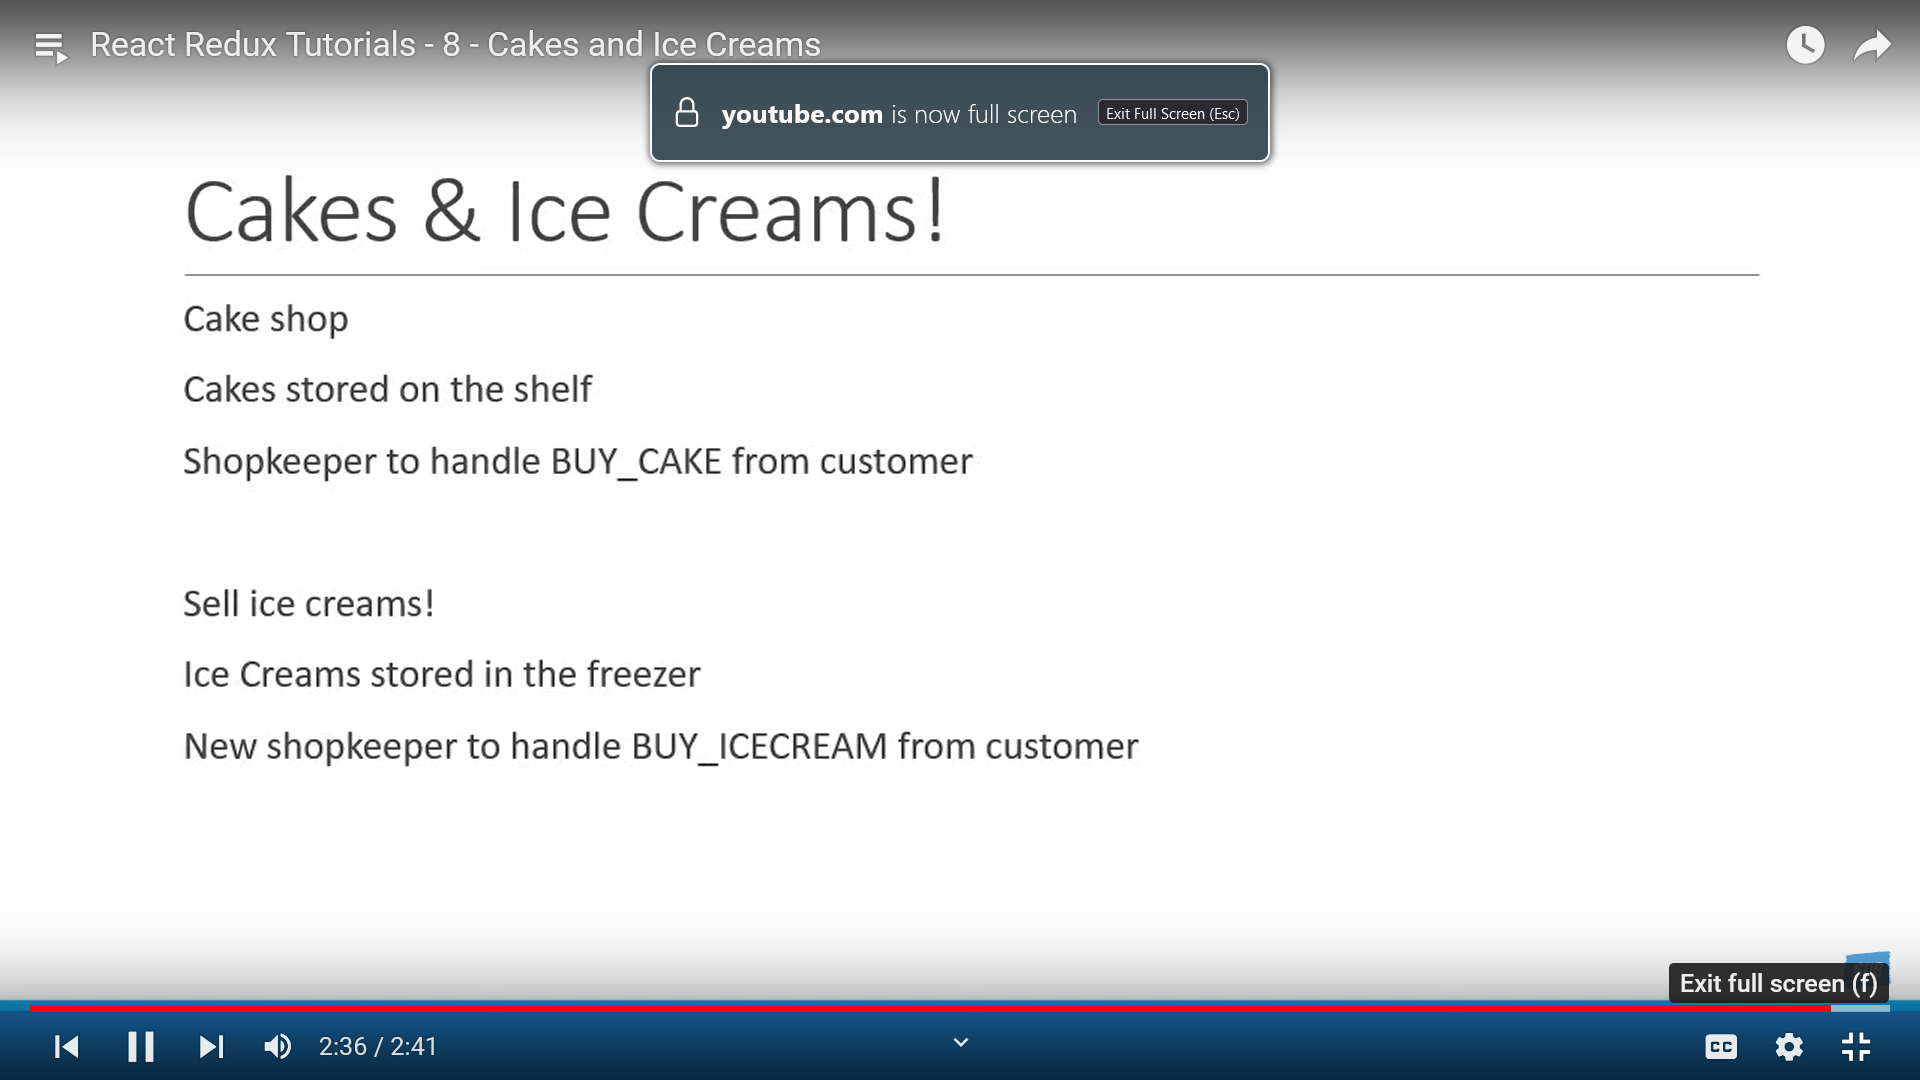 React Redux Tutorials - 8 - Cakes and Ice Creams
youtube.com is now full screen Exit Full Screen (Esc)
Cakes & Ice Creams!
Cake shop
Cakes stored on the shelf
Shopkeeper to handle BUY_CAKE from customer
Sell ice creams!
Ice Creams stored in the freezer
New shopkeeper to handle BUY_ICECREAM from customer
Exit full screen (f)
2:36 / 2:41
CC